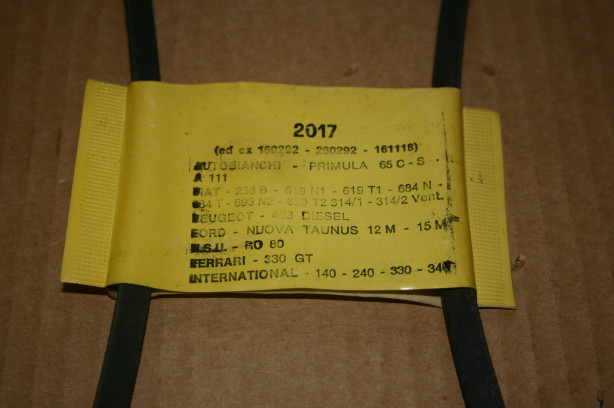 2017
(ed ex 160292 - 260292 - 161118)
AUTOBIANCHI - PRIMULA 65 C - S
A 111
FIAT - 238 B - 619 N1 - 619 T1 - 684 N -
684 T - 693 N2 - 693 T2 314/1 - 314/2 Vent.
PEUGEOT - 403 DIESEL
FORD - NUOVA TAUNUS 12 M - 15 M
N.S.U. - RO 80
FERRARI - 330 GT
INTERNATIONAL - 140 - 240 - 330 - 340